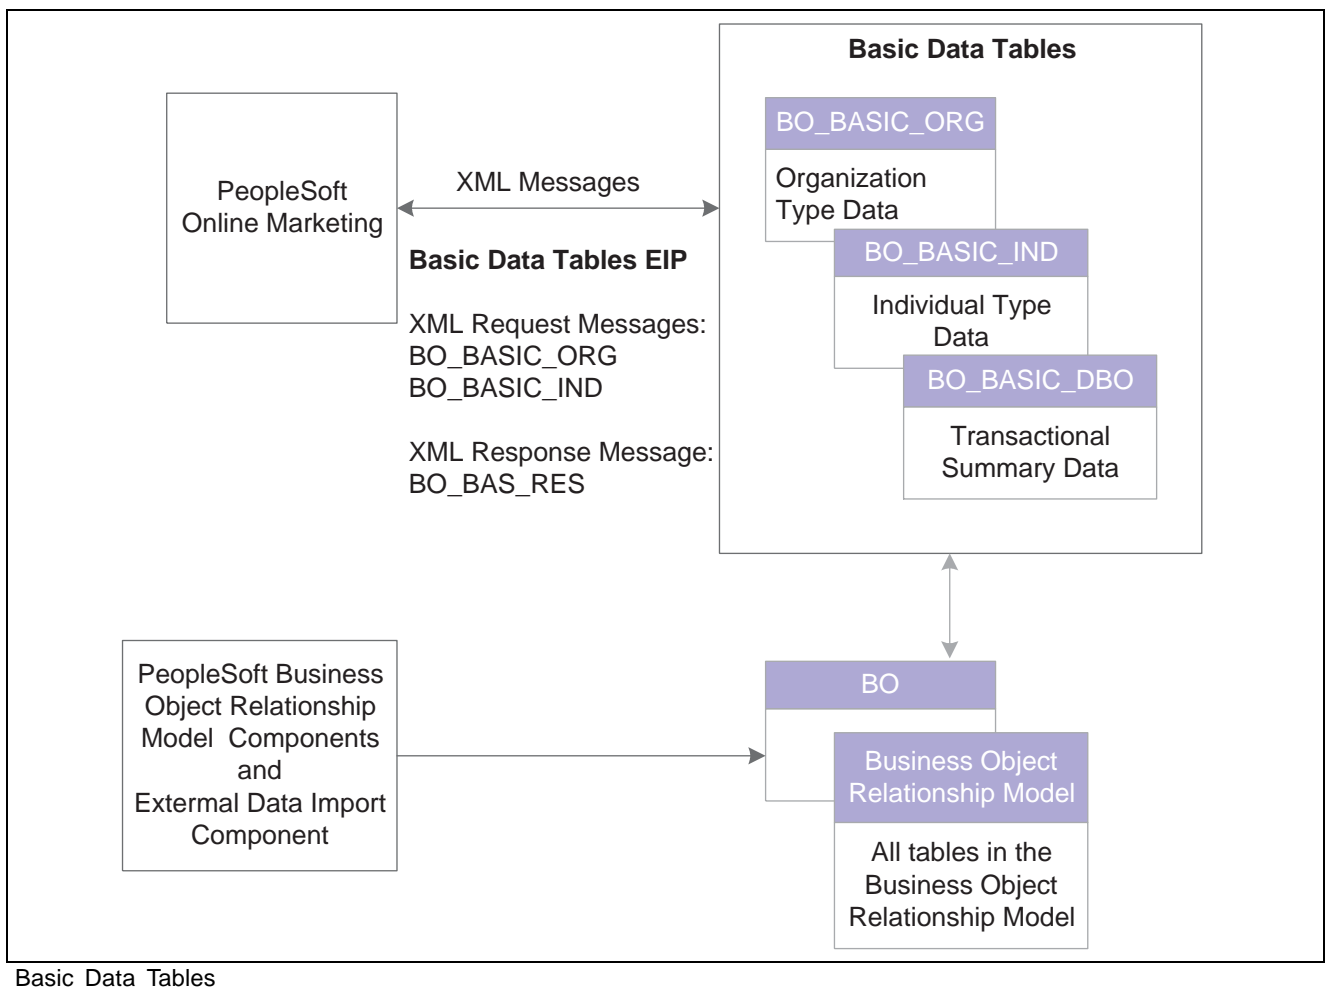 Basic Data Tables
BO_BASIC_ORG
Organization
Type Data
BO_BASIC_IND
Individual Type
Data
BO_BASIC_DBO
Transactional
Summary Data
PeopleSoft
Online Marketing
XML Messages
Basic Data Tables EIP
XML Request Messages:
BO_BASIC_ORG
BO_BASIC_IND
XML Response Message:
BO_BAS_RES
PeopleSoft Business
Object Relationship
Model Components
and
Extermal Data Import
Component
BO
Business Object
Relationship Model
All tables in the
Business Object
Relationship Model
Basic Data Tables